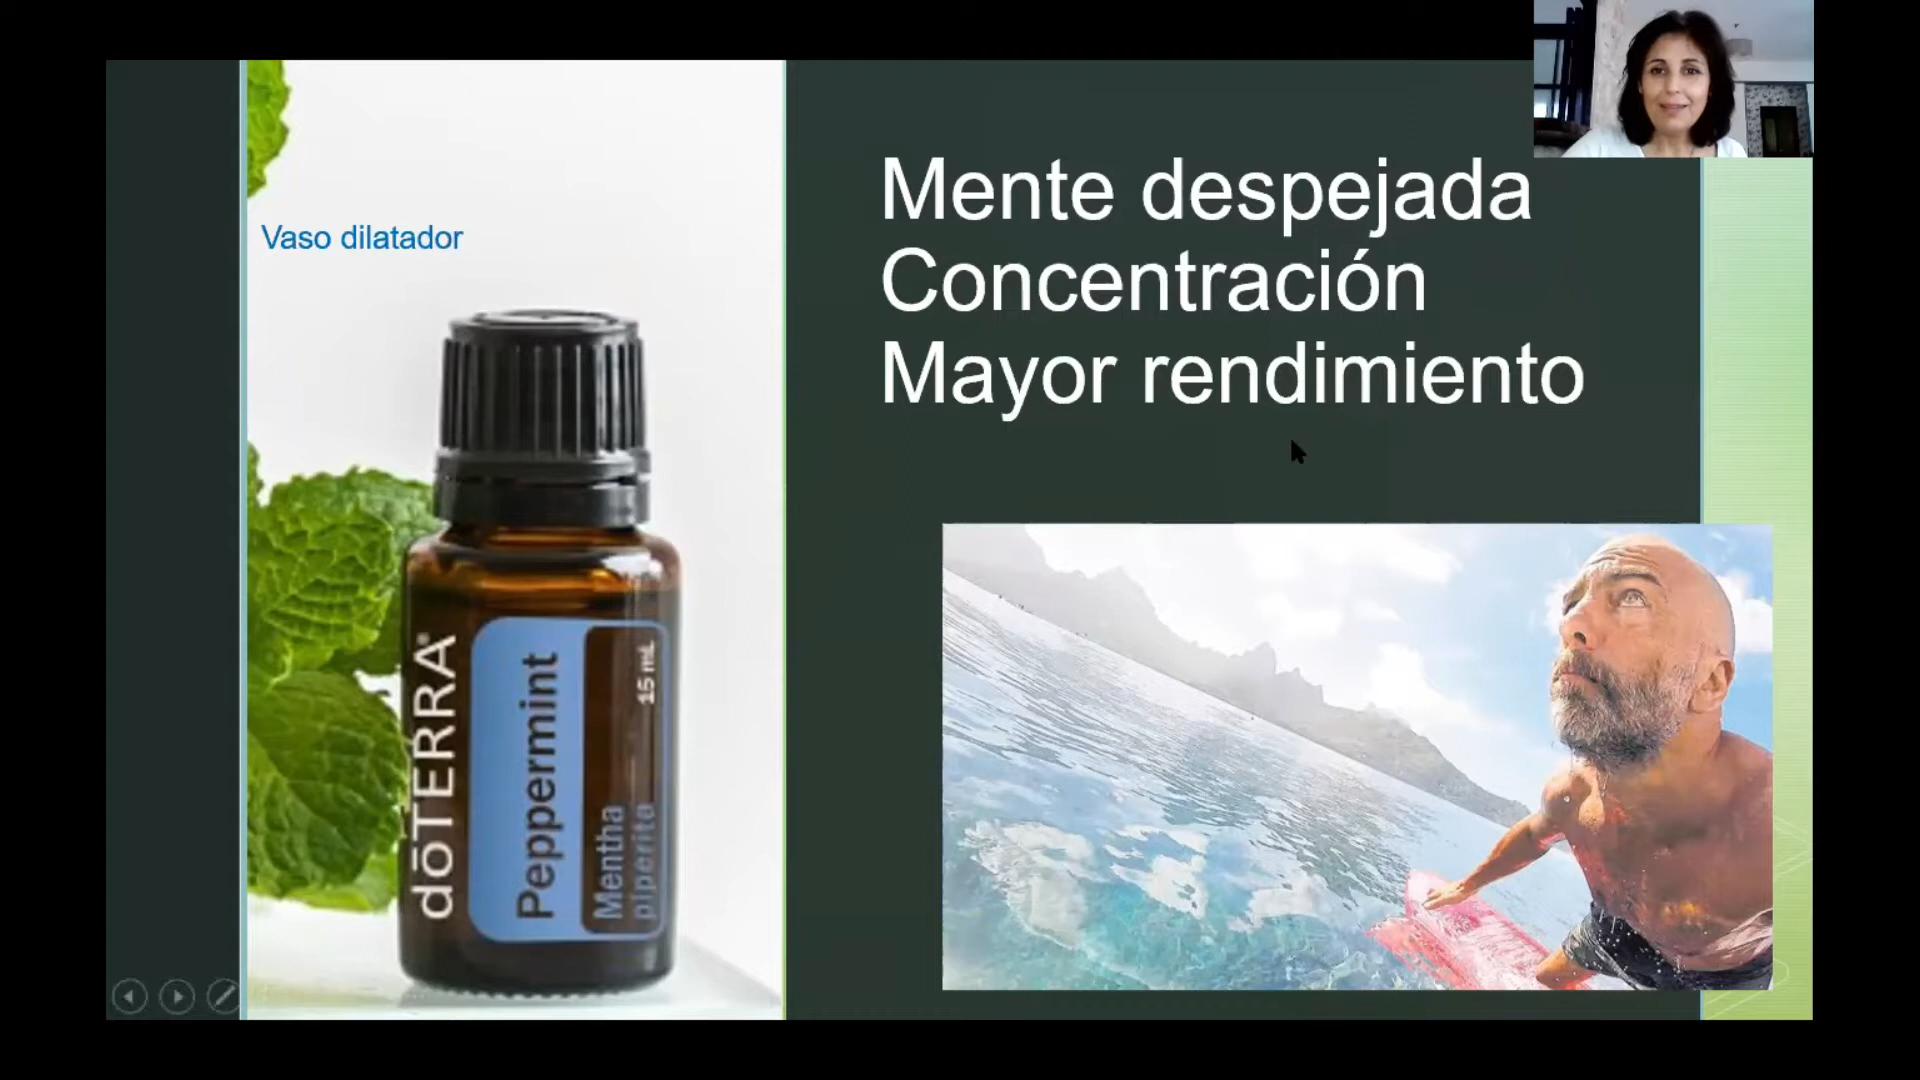 Vaso dilatador
Mente despejada
Concentración
Mayor rendimiento
dōTERRA®
Peppermint
Mentha
piperita
15 mL